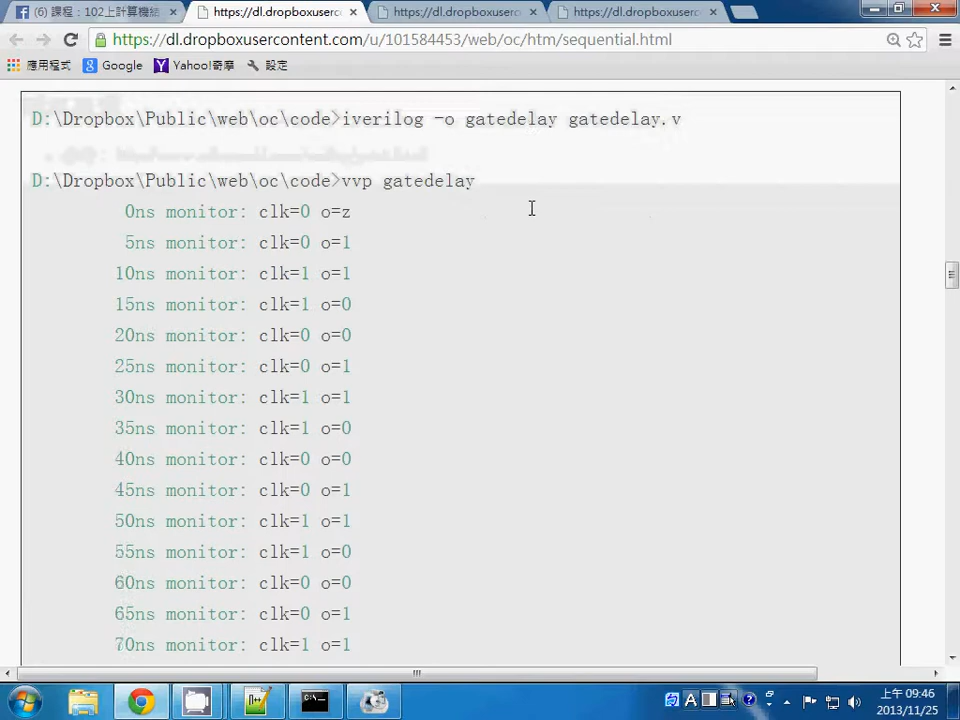 (6) 課程：102上計算機結
https://dl.dropboxuserco
https://dl.dropboxuserco
https://dl.dropboxuserco
https://dl.dropboxusercontent.com/u/101584453/web/oc/htm/sequential.html
應用程式 Google Yahoo!奇摩 設定
D:\Dropbox\Public\web\oc\code>iverilog -o gatedelay gatedelay.v
D:\Dropbox\Public\web\oc\code>vvp gatedelay
0ns monitor: clk=0 o=z
5ns monitor: clk=0 o=1
10ns monitor: clk=1 o=1
15ns monitor: clk=1 o=0
20ns monitor: clk=0 o=0
25ns monitor: clk=0 o=1
30ns monitor: clk=1 o=1
35ns monitor: clk=1 o=0
40ns monitor: clk=0 o=0
45ns monitor: clk=0 o=1
50ns monitor: clk=1 o=1
55ns monitor: clk=1 o=0
60ns monitor: clk=0 o=0
65ns monitor: clk=0 o=1
70ns monitor: clk=1 o=1
上午 09:46
2013/11/25